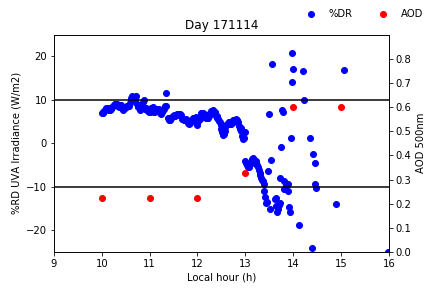 %DR AOD
Day 171114
%RD UVA Irradiance (W/m2)
20
10
0
−10
−20
9 10 11 12 13 14 15 16
Local hour (h)
0.8
0.7
0.6
0.5
0.4
0.3
0.2
0.1
0.0
AOD 500nm